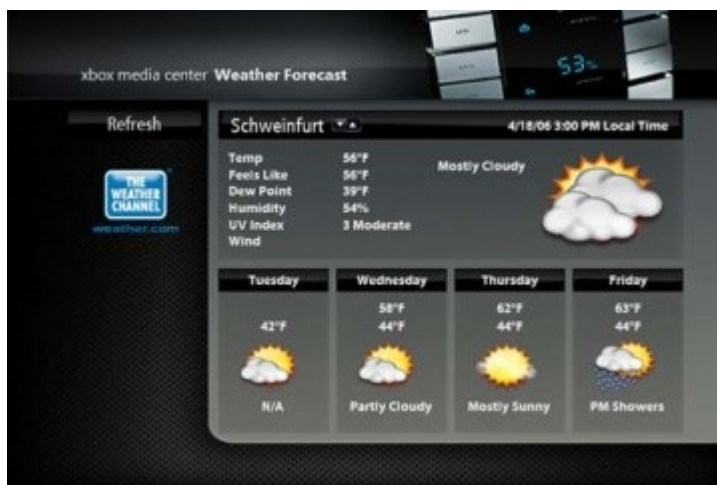 xbox media center Weather Forecast
53%
Refresh
Schweinfurt
4/18/06 3:00 PM Local Time
THE
WEATHER
CHANNEL
weather.com
Temp 56°F
Feels Like 56°F
Dew Point 39°F
Humidity 54%
UV Index 3 Moderate
Wind
Mostly Cloudy
Tuesday Wednesday Thursday Friday
58°F 62°F 63°F
42°F 44°F 44°F 44°F
N/A Partly Cloudy Mostly Sunny PM Showers